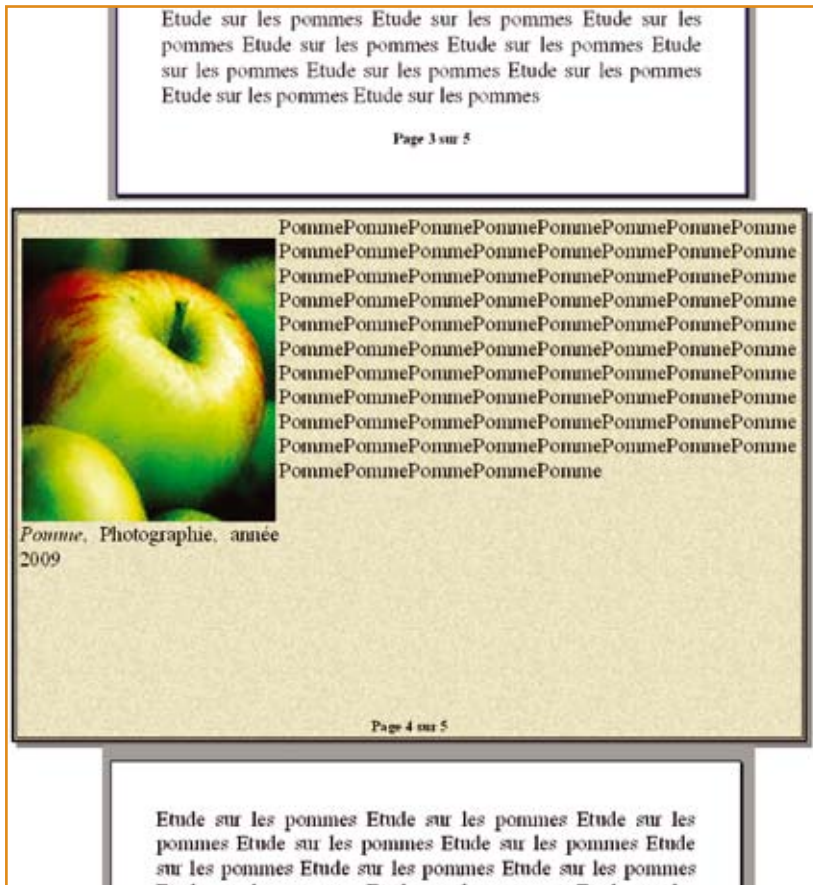 Etude sur les pommes Etude sur les pommes Etude sur les
pommes Etude sur les pommes Etude sur les pommes Etude
sur les pommes Etude sur les pommes Etude sur les pommes
Etude sur les pommes Etude sur les pommes
Page 3 sur 5
PommePommePommePommePommePommePommePomme
PommePommePommePommePommePommePommePomme
PommePommePommePommePommePommePommePomme
PommePommePommePommePommePommePommePomme
PommePommePommePommePommePommePommePomme
PommePommePommePommePommePommePommePomme
PommePommePommePommePommePommePommePomme
PommePommePommePommePommePommePommePomme
PommePommePommePommePommePommePommePomme
PommePommePommePommePommePommePommePomme
PommePommePommePommePomme
Pomme, Photographie, année
2009
Page 4 sur 5
Etude sur les pommes Etude sur les pommes Etude sur les
pommes Etude sur les pommes Etude sur les pommes Etude
sur les pommes Etude sur les pommes Etude sur les pommes